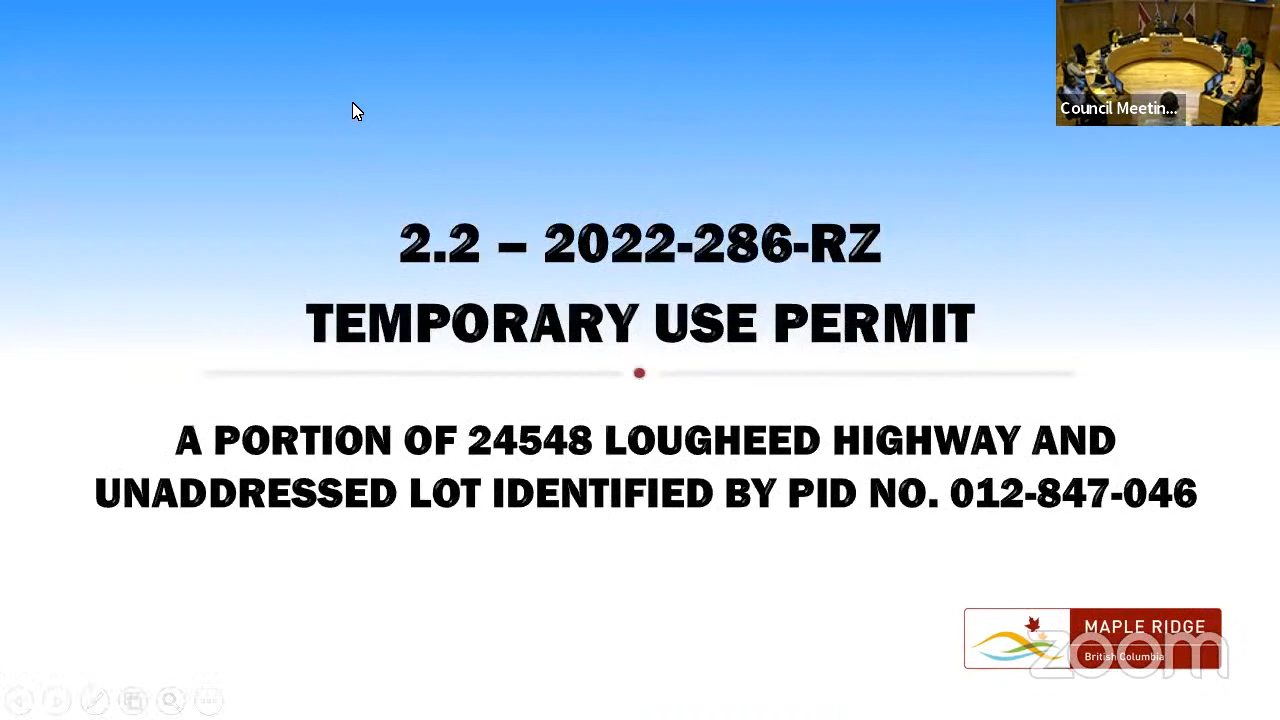 Council Meetin...
2.2 – 2022-286-RZ
TEMPORARY USE PERMIT
A PORTION OF 24548 LOUGHEED HIGHWAY AND
UNADDRESSED LOT IDENTIFIED BY PID NO. 012-847-046
MAPLE RIDGE
British Columbia
zoom